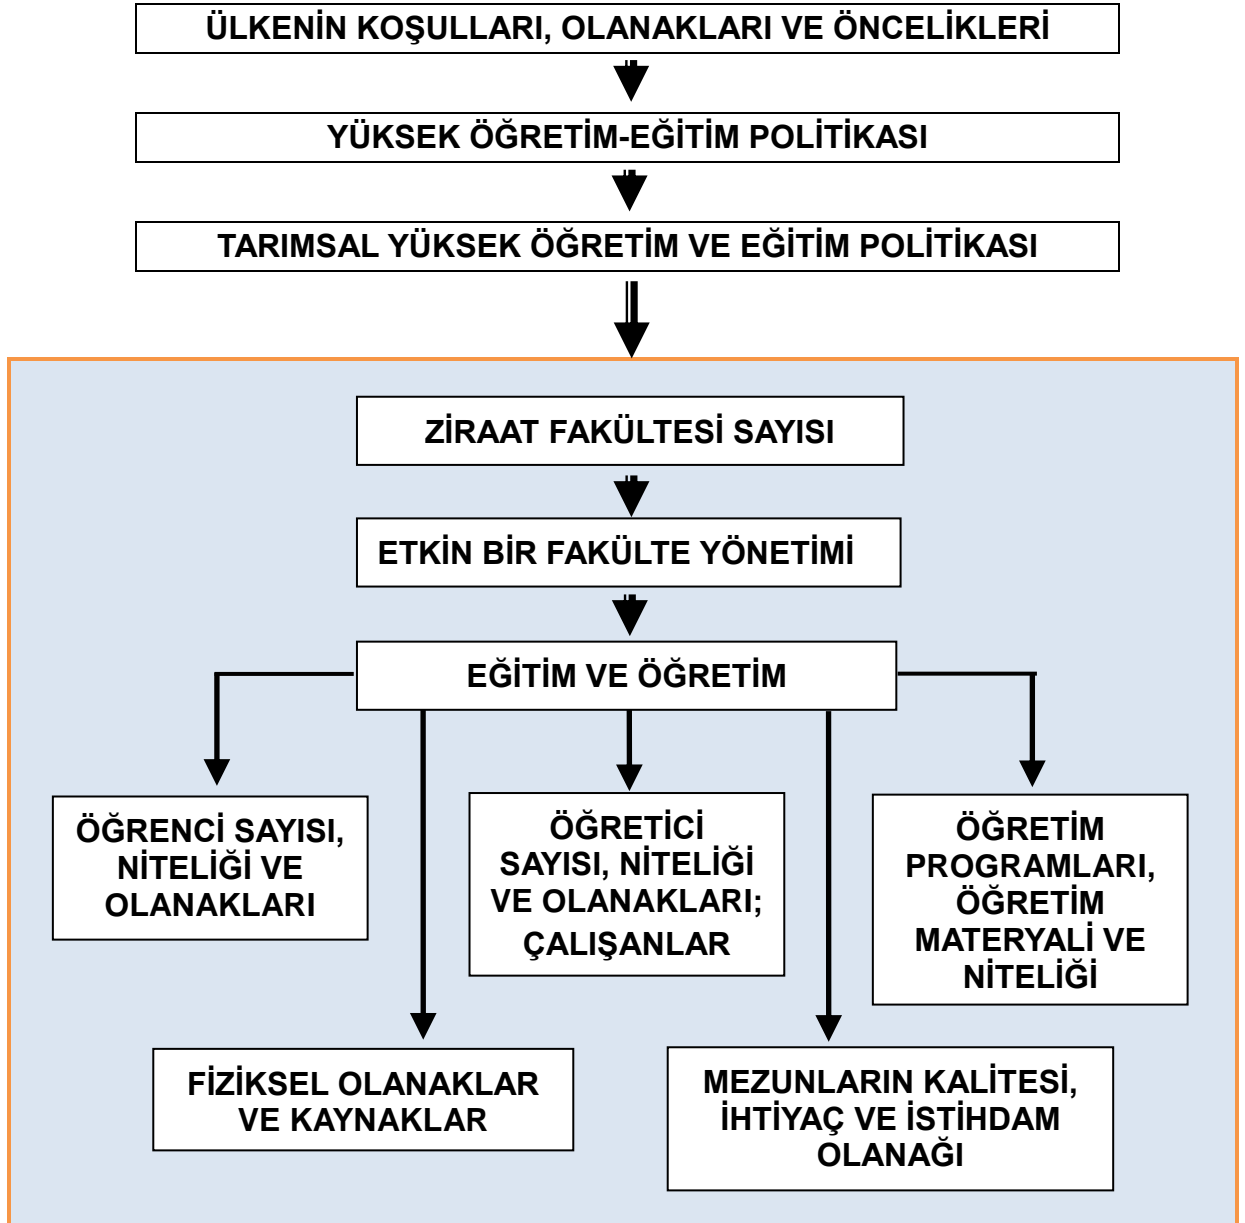 ÜLKENİN KOŞULLARI, OLANAKLARI VE ÖNCELİKLERİ
YÜKSEK ÖĞRETİM-EĞİTİM POLİTİKASI
TARIMSAL YÜKSEK ÖĞRETİM VE EĞİTİM POLİTİKASI
ZİRAAT FAKÜLTESİ SAYISI
ETKİN BİR FAKÜLTE YÖNETİMİ
EĞİTİM VE ÖĞRETİM
ÖĞRENCİ SAYISI,
NİTELİĞİ VE
OLANAKLARI
ÖĞRETİCİ
SAYISI, NİTELİĞİ
VE OLANAKLARI;
ÇALIŞANLAR
ÖĞRETİM
PROGRAMLARI,
ÖĞRETİM
MATERYALİ VE
NİTELİĞİ
FİZİKSEL OLANAKLAR
VE KAYNAKLAR
MEZUNLARIN KALİTESİ,
İHTİYAÇ VE İSTİHDAM
OLANAĞI